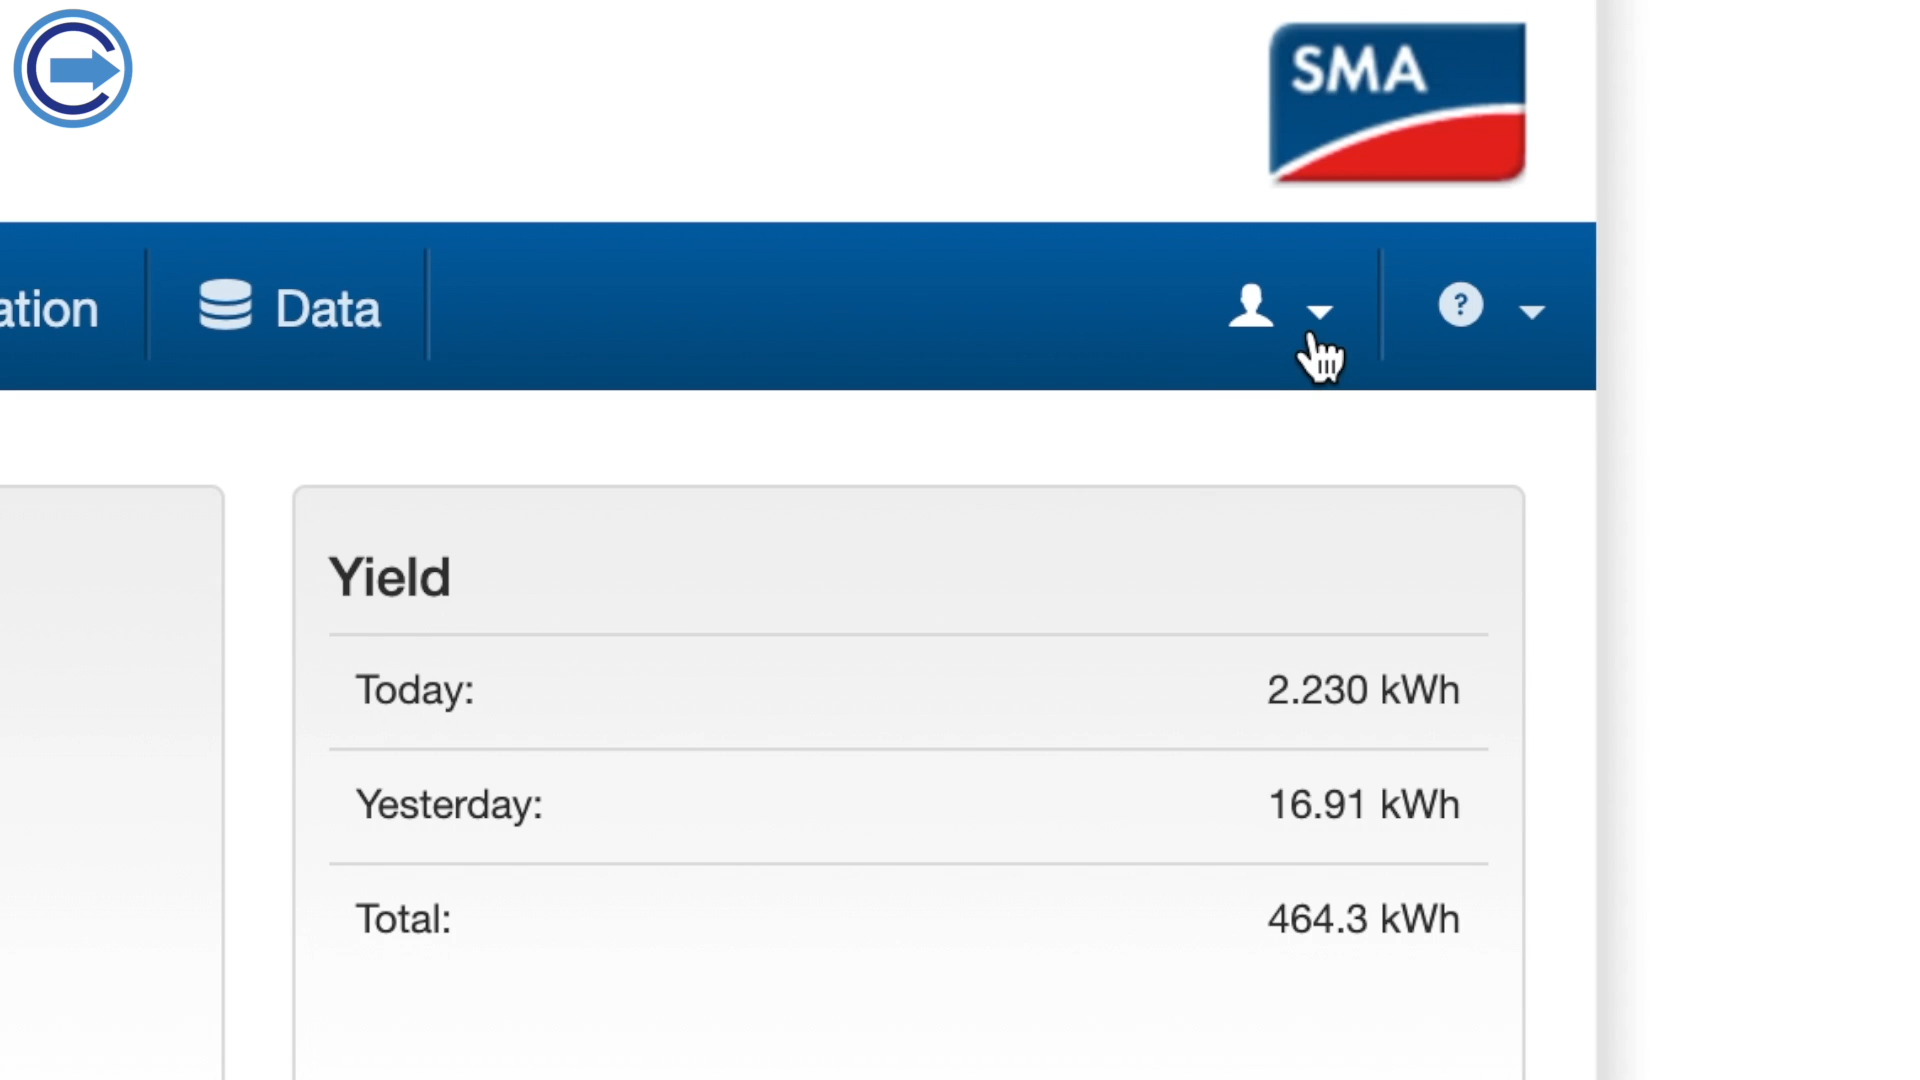 SMA
ation
Data
?
Yield
Today:
2.230 kWh
Yesterday:
16.91 kWh
Total:
464.3 kWh